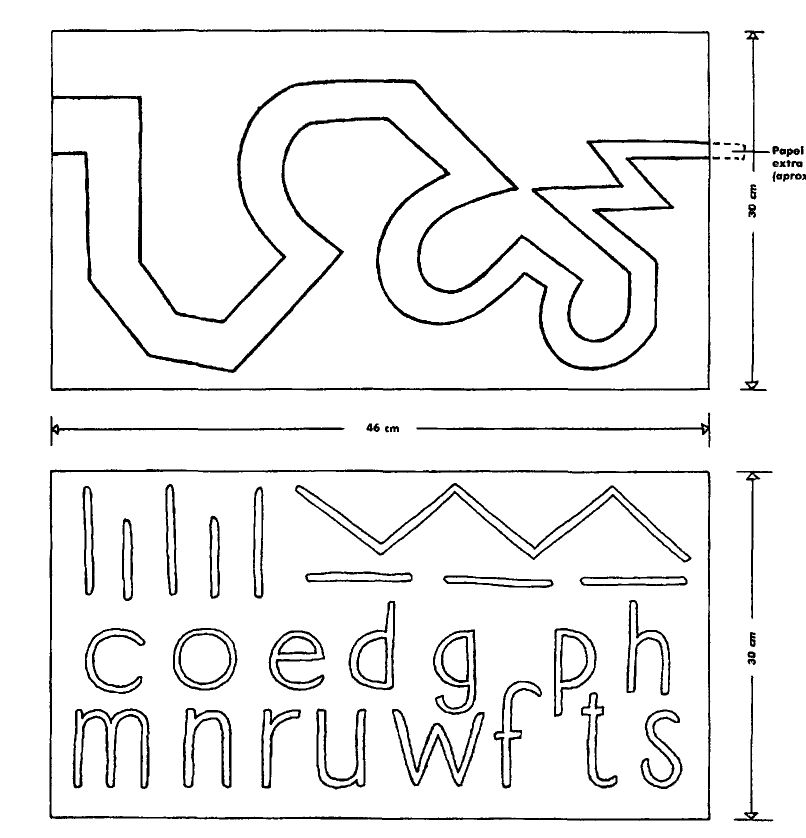 Papel
extra
(aprox
30 cm
46 cm
30 cm
c o e d g p h
m n r u w f t s